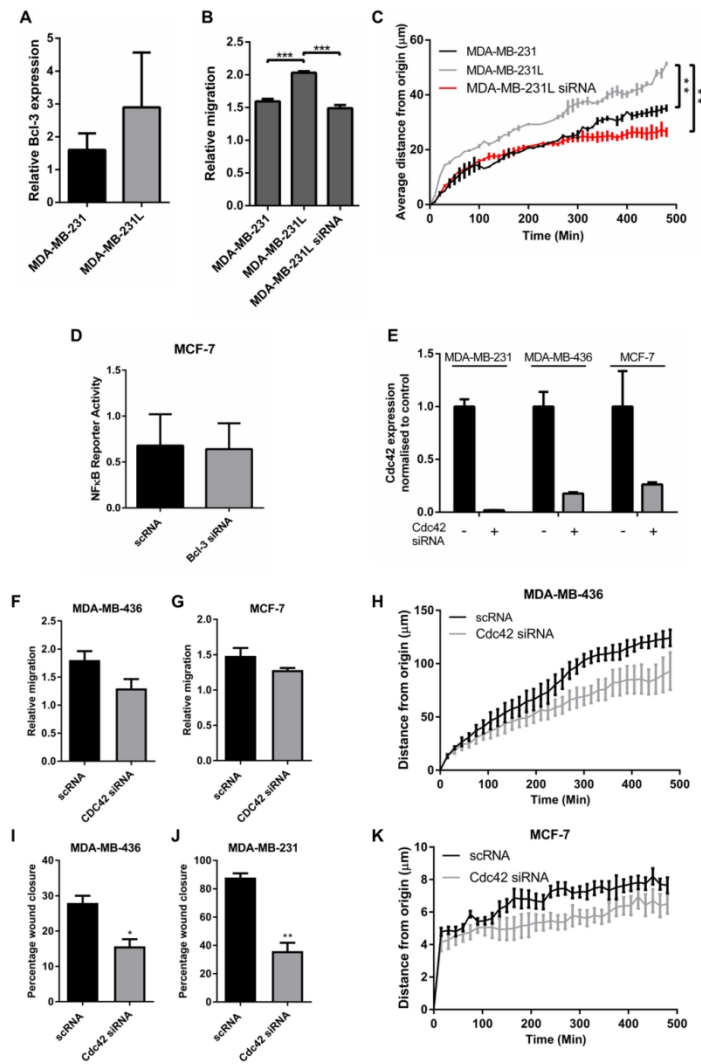 A
Relative Bcl-3 expression
5
4
3
2
1
0
MDA-MB-231
MDA-MB-231L
B
Relative migration
2.5
2.0
1.5
1.0
0.5
0.0
***
***
MDA-MB-231
MDA-MB-231L
MDA-MB-231L siRNA
C
Average distance from origin (µm)
60
50
40
30
20
10
0
MDA-MB-231
MDA-MB-231L
MDA-MB-231L siRNA
**
**
0
100
200
300
400
500
Time (Min)
D
MCF-7
NFκB Reporter Activity
1.5
1.0
0.5
0.0
scRNA
Bcl-3 siRNA
E
MDA-MB-231
MDA-MB-436
MCF-7
Cdc42 expression
normalised to control
1.5
1.0
0.5
0.0
Cdc42
siRNA
- + - + - +
F
MDA-MB-436
Relative migration
2.5
2.0
1.5
1.0
0.5
0.0
scRNA
CDC42 siRNA
G
MCF-7
Relative migration
2.0
1.5
1.0
0.5
0.0
scRNA
CDC42 siRNA
H
MDA-MB-436
Distance from origin (µm)
150
100
50
0
scRNA
Cdc42 siRNA
0
100
200
300
400
500
Time (Min)
I
MDA-MB-436
Percentage wound closure
40
30
20
10
0
*
scRNA
Cdc42 siRNA
J
MDA-MB-231
Percentage wound closure
100
80
60
40
20
0
**
scRNA
Cdc42 siRNA
K
MCF-7
Distance from origin (µm)
10
8
6
4
2
0
scRNA
Cdc42 siRNA
0
100
200
300
400
500
Time (Min)